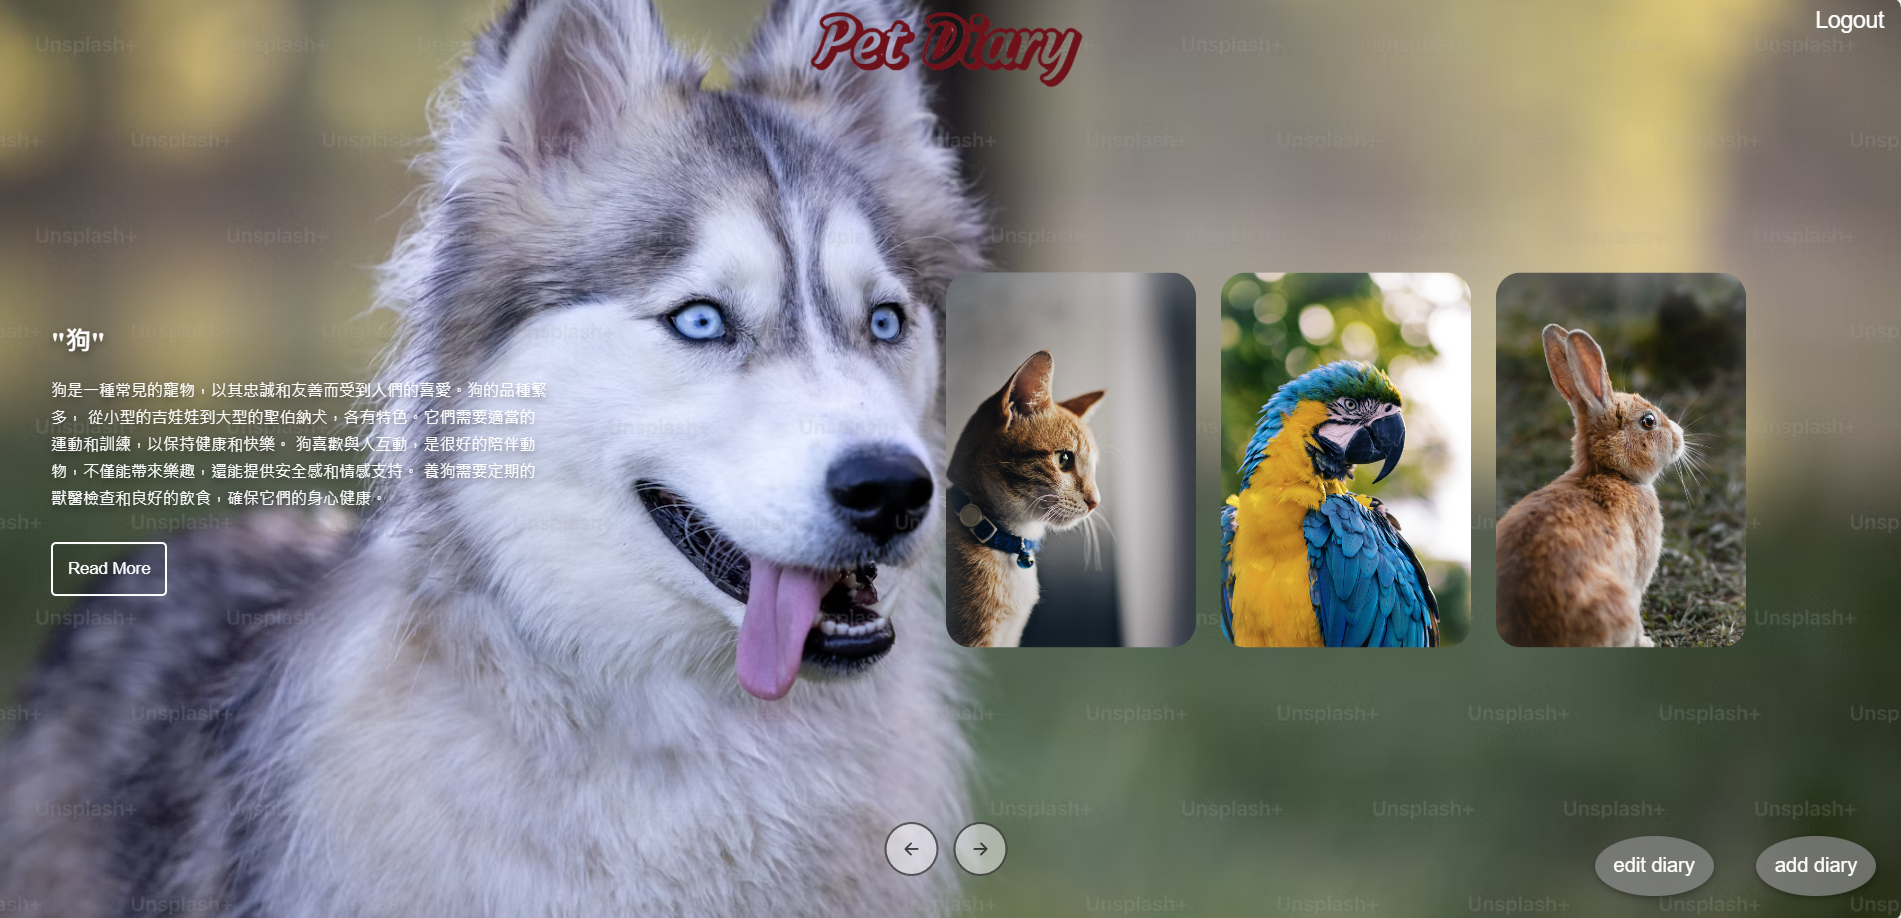 Pet Diary
Logout
"狗"
狗是一種常見的寵物，以其忠誠和友善而受到人們的喜愛。狗的品種繁
多， 從小型的吉娃娃到大型的聖伯納犬，各有特色。它們需要適當的
運動和訓練，以保持健康和快樂。 狗喜歡與人互動，是很好的陪伴動
物，不僅能帶來樂趣，還能提供安全感和情感支持。 養狗需要定期的
獸醫檢查和良好的飲食，確保它們的身心健康。
Read More
edit diary
add diary
Unsplash+